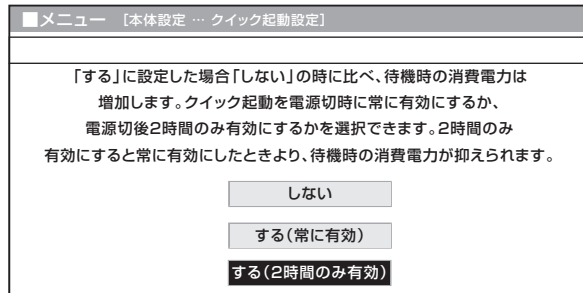 ■メニュー [本体設定 … クイック起動設定]
「する」に設定した場合「しない」の時に比べ、待機時の消費電力は
増加します。クイック起動を電源切時に常に有効にするか、
電源切後2時間のみ有効にするかを選択できます。2時間のみ
有効にすると常に有効にしたときより、待機時の消費電力が抑えられます。
しない
する(常に有効)
する(2時間のみ有効)